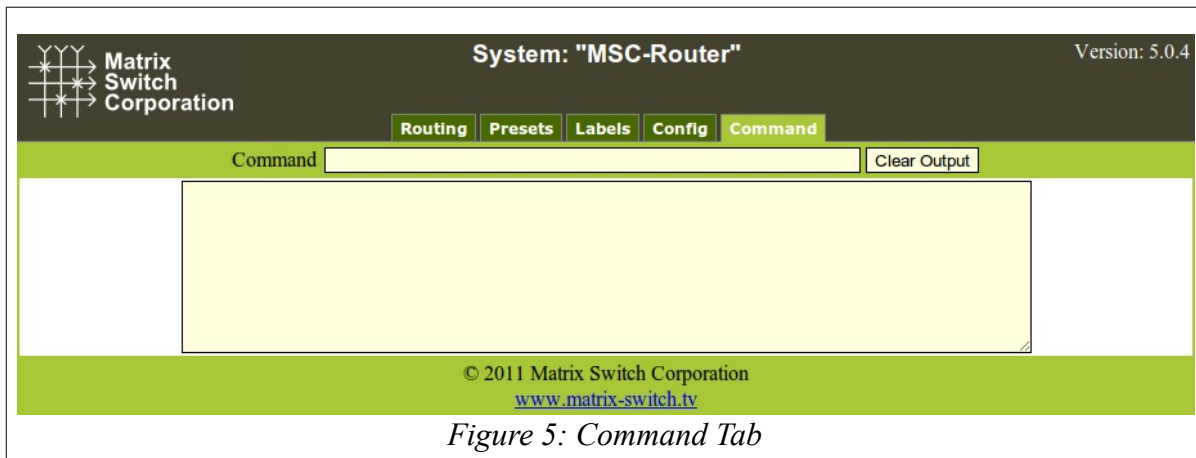 Matrix
Switch
Corporation
System: "MSC-Router"
Version: 5.0.4
Routing Presets Labels Config Command
Command Clear Output
© 2011 Matrix Switch Corporation
www.matrix-switch.tv
Figure 5: Command Tab